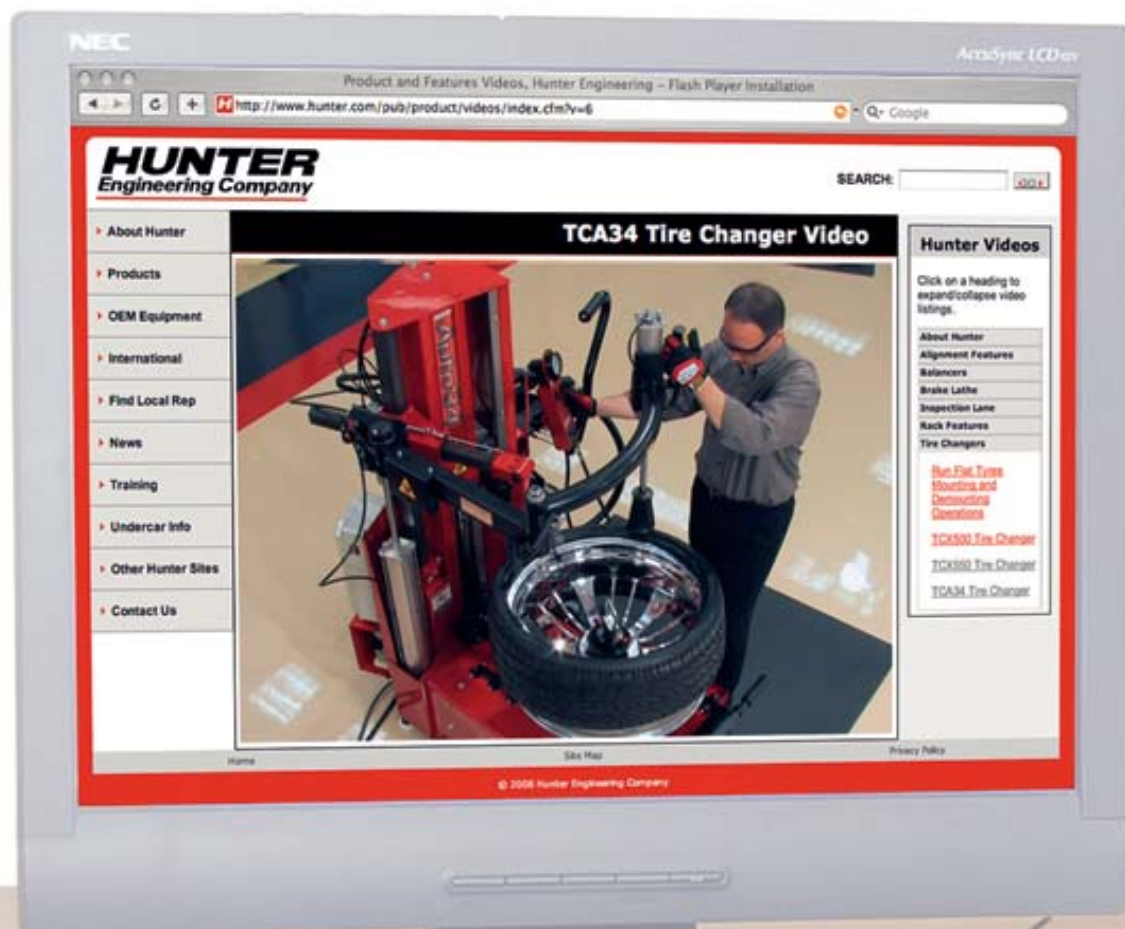 NEC
AccuSync LCD
Product and Features Videos, Hunter Engineering – Flash Player Installation
http://www.hunter.com/pub/product/videos/index.cfm?v=6
Google
HUNTER
Engineering Company
SEARCH:
GO
About Hunter
Products
OEM Equipment
International
Find Local Rep
News
Training
Undercar Info
Other Hunter Sites
Contact Us
TCA34 Tire Changer Video
HUNTER
Hunter Videos
Click on a heading to
expand/collapse video
listings.
About Hunter
Alignment Features
Balancers
Brake Lathe
Inspection Lane
Rack Features
Tire Changers
Run Flat Tyres
Mounting and
Demounting
Operations
TCX500 Tire Changer
TCX550 Tire Changer
TCA34 Tire Changer
Home
Site Map
Privacy Policy
© 2008 Hunter Engineering Company